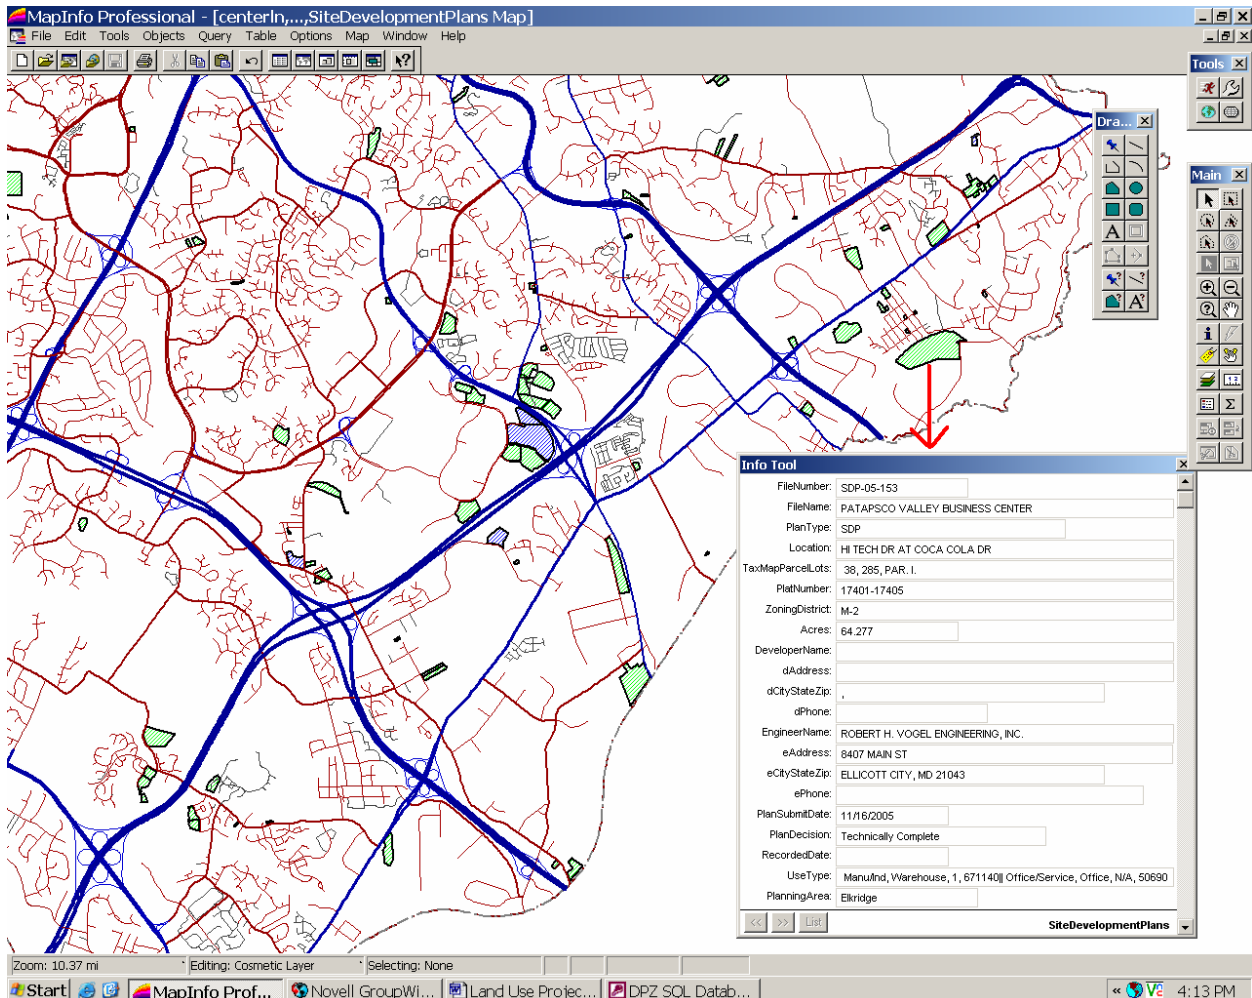 MapInfo Professional - [centerln,...,SiteDevelopmentPlans Map]
File Edit Tools Objects Query Table Options Map Window Help
Tools
Dra...
Main
Info Tool
FileNumber: SDP-05-153
FileName: PATAPSCO VALLEY BUSINESS CENTER
PlanType: SDP
Location: HI TECH DR AT COCA COLA DR
TaxMapParcelLots: 38, 285, PAR. I.
PlatNumber: 17401-17405
ZoningDistrict: M-2
Acres: 64.277
DeveloperName:
dAddress:
dCityStateZip: ,
dPhone:
EngineerName: ROBERT H. VOGEL ENGINEERING, INC.
eAddress: 8407 MAIN ST
eCityStateZip: ELLICOTT CITY, MD 21043
ePhone:
PlanSubmitDate: 11/16/2005
PlanDecision: Technically Complete
RecordedDate:
UseType: Manu/Ind, Warehouse, 1, 671140|| Office/Service, Office, N/A, 50690
PlanningArea: Elkridge
<< >> List SiteDevelopmentPlans
Zoom: 10.37 mi Editing: Cosmetic Layer Selecting: None
Start MapInfo Prof... Novell GroupWi... Land Use Projec... DPZ SQL Datab... « 4:13 PM